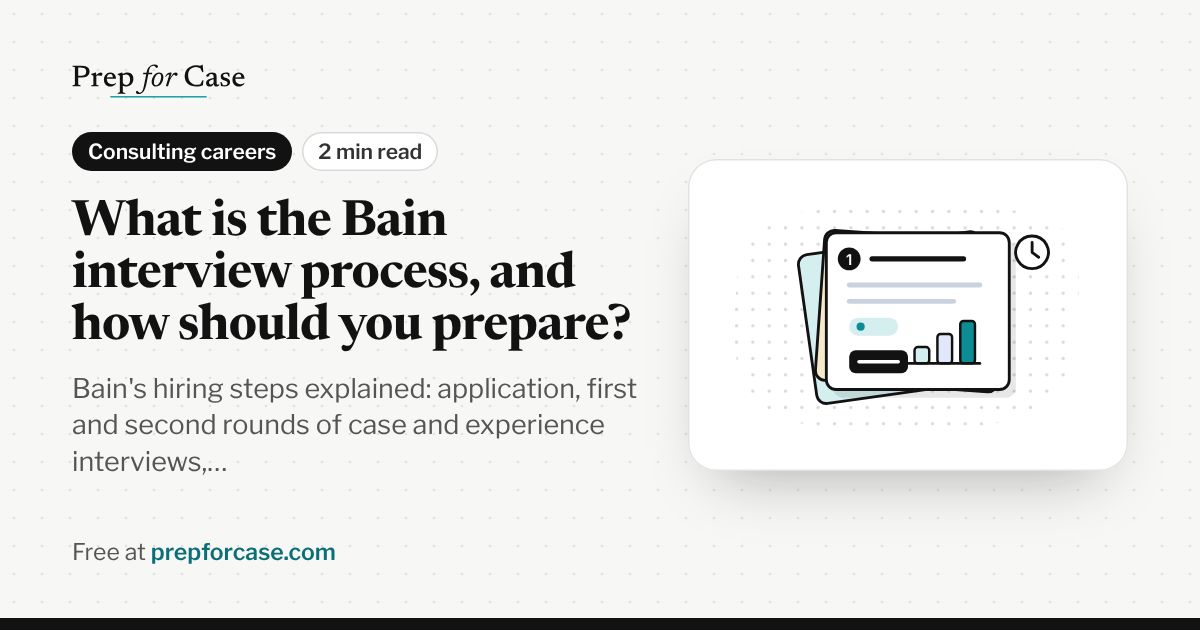 Prep for Case
Consulting careers
2 min read
What is the Bain
interview process, and
how should you prepare?
Bain's hiring steps explained: application, first
and second rounds of case and experience
interviews,...
Free at prepforcase.com
1